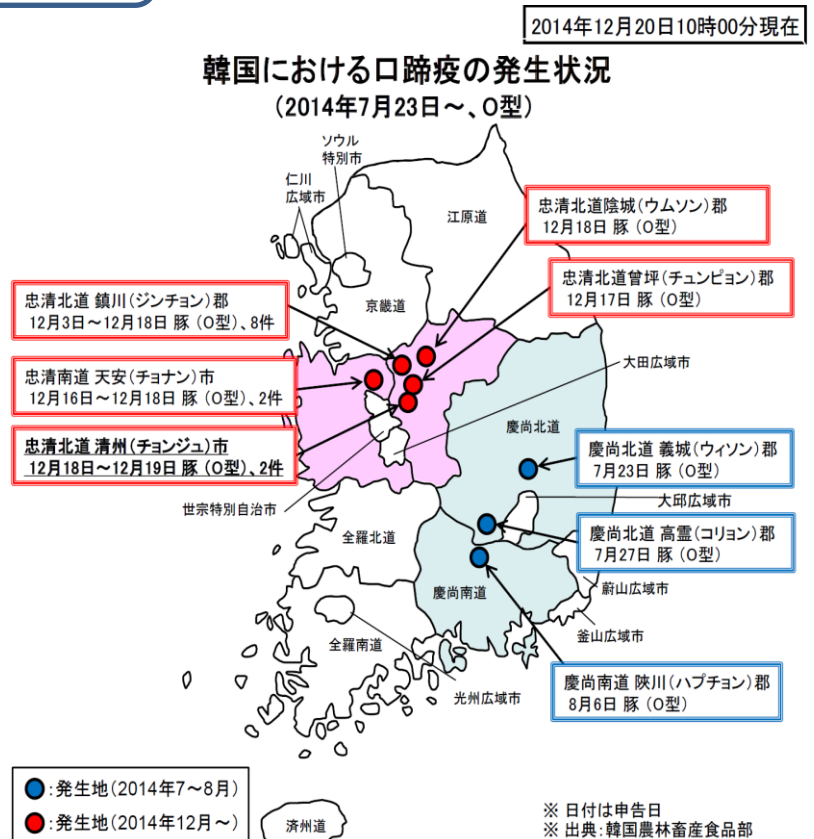 2014年12月20日10時00分現在
韓国における口蹄疫の発生状況
(2014年7月23日~、O型)
ソウル
特別市
仁川
広域市
江原道
忠清北道陰城(ウムソン)郡
12月18日 豚 (O型)
忠清北道曾坪(チュンピョン)郡
12月17日 豚 (O型)
京畿道
忠清北道 鎮川(ジンチョン)郡
12月3日~12月18日 豚 (O型)、8件
大田広域市
忠清南道 天安(チョナン)市
12月16日~12月18日 豚 (O型)、2件
忠清北道 清州(チョンジュ)市
12月18日~12月19日 豚 (O型)、2件
慶尚北道
慶尚北道 義城(ウィソン)郡
7月23日 豚 (O型)
大邱広域市
世宗特別自治市
全羅北道
慶尚北道 高霊(コリョン)郡
7月27日 豚 (O型)
慶尚南道
蔚山広域市
釜山広域市
全羅南道
光州広域市
慶尚南道 陜川(ハプチョン)郡
8月6日 豚 (O型)
:発生地(2014年7~8月)
:発生地(2014年12月~)
済州道
※ 日付は申告日
※ 出典:韓国農林畜産食品部